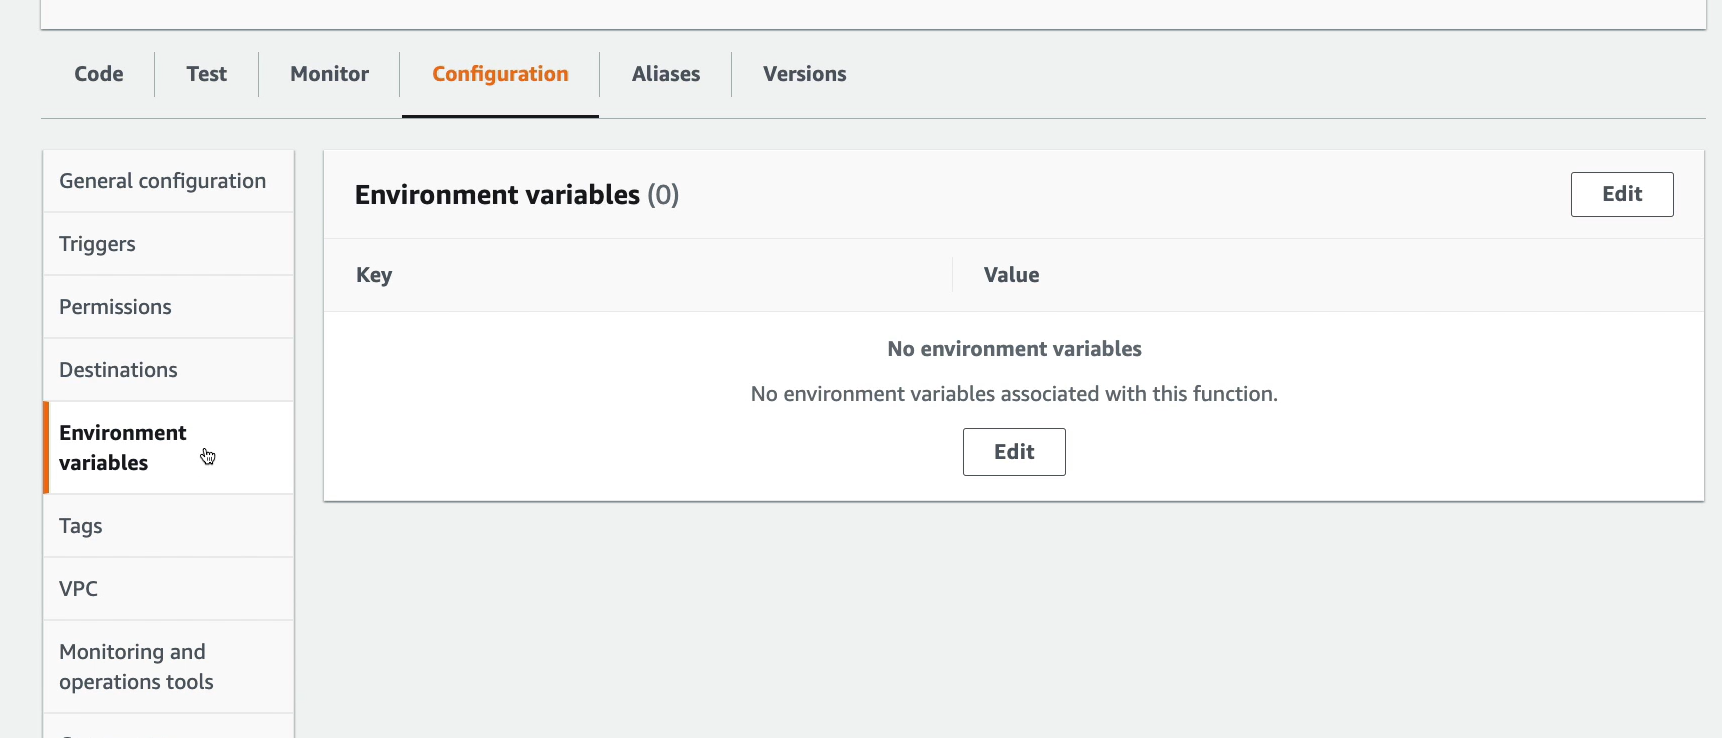 Code
Test
Monitor
Configuration
Aliases
Versions
General configuration
Triggers
Permissions
Destinations
Environment
variables
Tags
VPC
Monitoring and
operations tools
Environment variables (0)
Edit
Key
Value
No environment variables
No environment variables associated with this function.
Edit